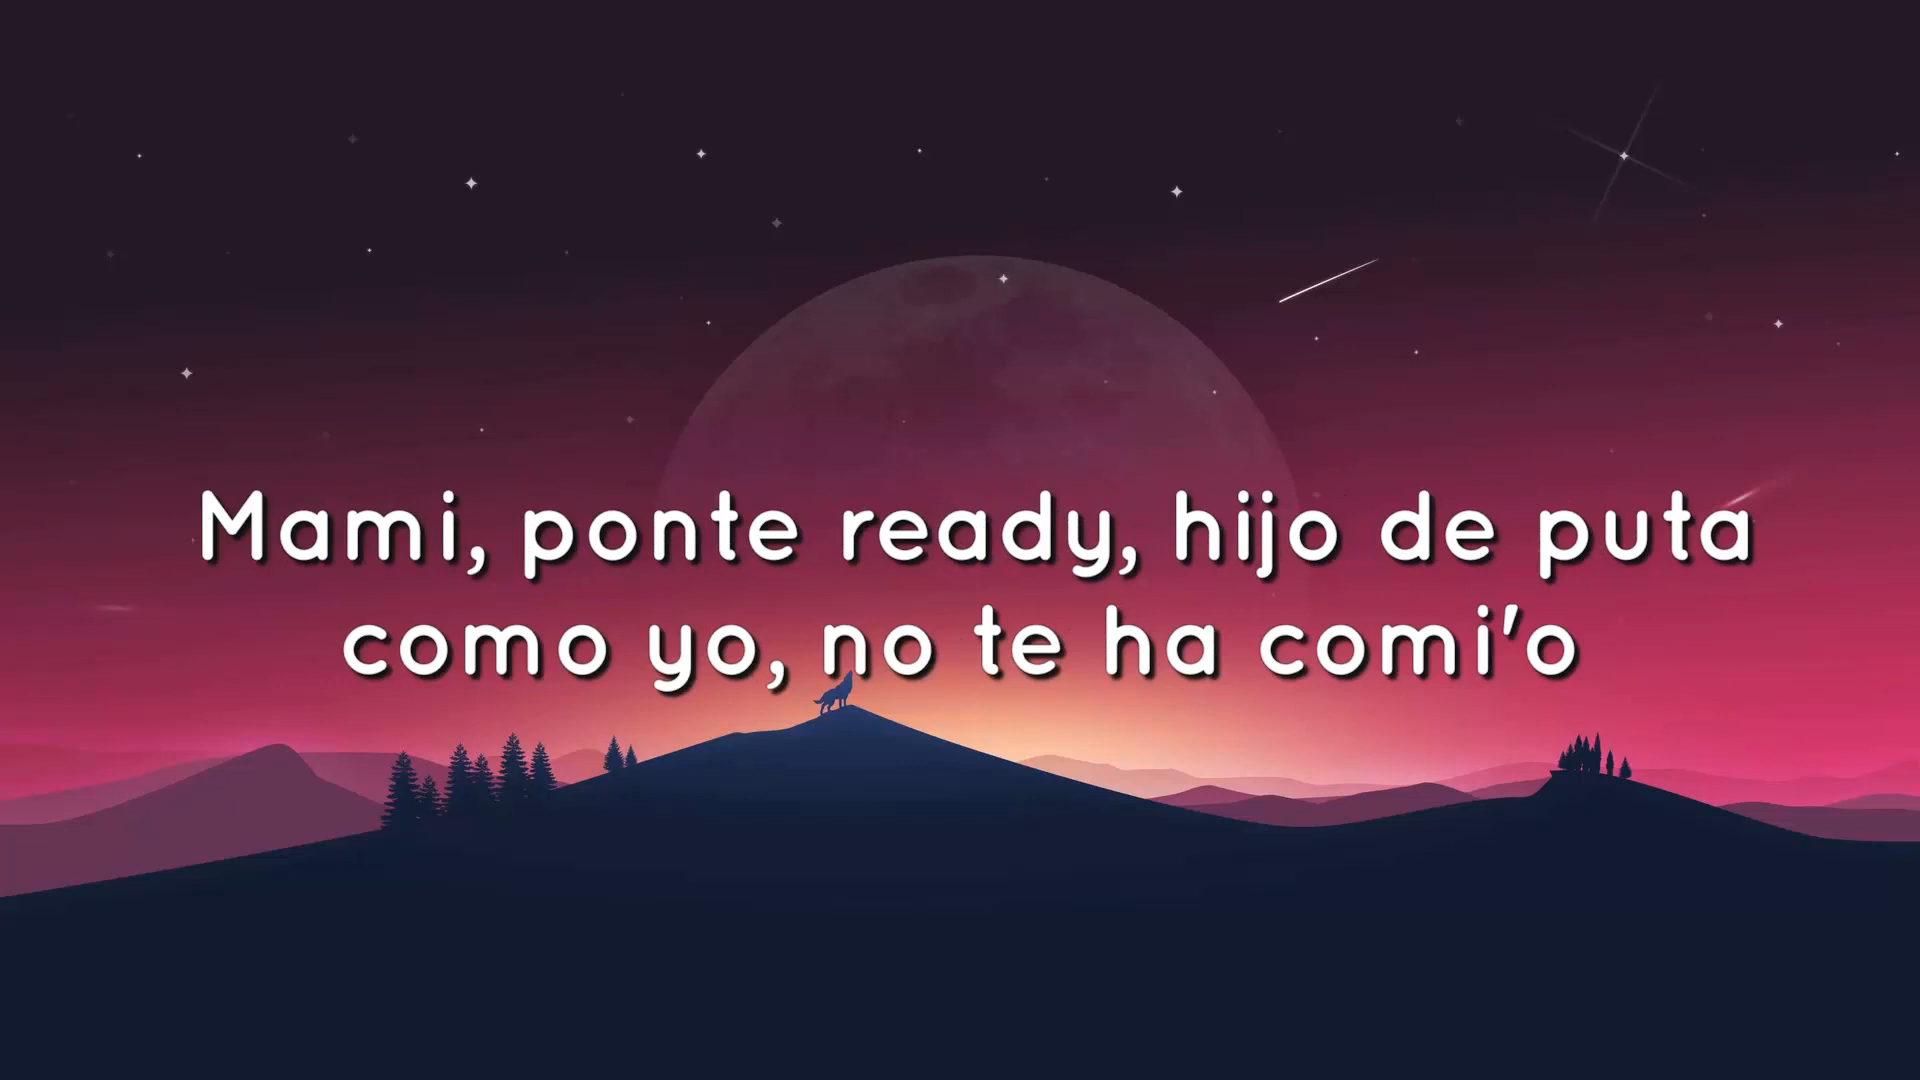 Mami, ponte ready, hijo de puta
como yo, no te ha comi'o